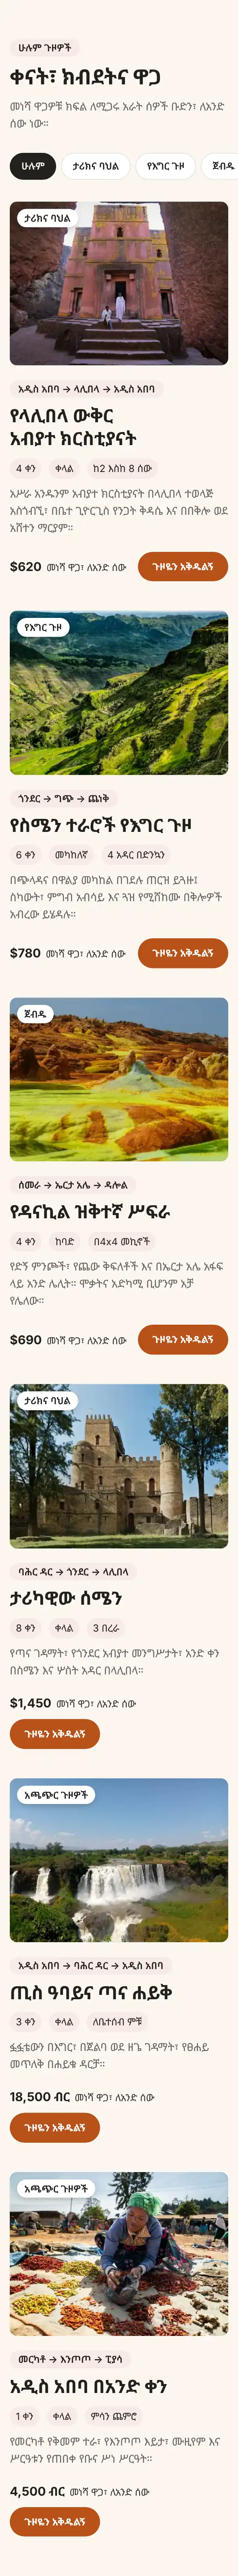 ሁሉም ጉዞዎች
ቀናት፣ ክብደትና ዋጋ
መነሻ ዋጋዎቹ ክፍል ለሚጋሩ አራት ሰዎች ቡድን፣ ለአንድ
ሰው ነው።
ሁሉም
ታሪክና ባህል
የእግር ጉዞ
ጀብዱ
ታሪክና ባህል
አዲስ አበባ → ላሊበላ → አዲስ አበባ
የላሊበላ ውቅር
አብያተ ክርስቲያናት
4 ቀን
ቀላል
ከ2 እስከ 8 ሰው
አሥራ አንዱንም አብያተ ክርስቲያናት በላሊበላ ተወላጅ
አስጎብኚ፣ በቤተ ጊዮርጊስ የንጋት ቅዳሴ እና በበቅሎ ወደ
አሸተን ማርያም።
$620 መነሻ ዋጋ፣ ለአንድ ሰው
ጉዞዬን አቅዱልኝ
የእግር ጉዞ
ጎንደር → ግጭ → ጨነቅ
የስሜን ተራሮች የእግር ጉዞ
6 ቀን
መካከለኛ
4 አዳር በድንኳን
በጭላዳና በዋልያ መካከል በገደሉ ጠርዝ ይጓዙ፤
ስካውት፣ ምግብ አብሳይ እና ጓዝ የሚሸከሙ በቅሎዎች
አብረው ይሄዳሉ።
$780 መነሻ ዋጋ፣ ለአንድ ሰው
ጉዞዬን አቅዱልኝ
ጀብዱ
ሰመራ → ኤርታ አሌ → ዳሎል
የዳናኪል ዝቅተኛ ሥፍራ
4 ቀን
ከባድ
በ4x4 መኪኖች
የድኝ ምንጮች፣ የጨው ቅፍለቶች እና በኤርታ አሌ አፋፍ
ላይ አንድ ሌሊት። ሞቃትና አድካሚ ቢሆንም አቻ
የሌለው።
$690 መነሻ ዋጋ፣ ለአንድ ሰው
ጉዞዬን አቅዱልኝ
ታሪክና ባህል
ባሕር ዳር → ጎንደር → ላሊበላ
ታሪካዊው ሰሜን
8 ቀን
ቀላል
3 በረራ
የጣና ገዳማት፣ የጎንደር አብያተ መንግሥታት፣ አንድ ቀን
በስሜን እና ሦስት አዳር በላሊበላ።
$1,450 መነሻ ዋጋ፣ ለአንድ ሰው
ጉዞዬን አቅዱልኝ
አጫጭር ጉዞዎች
አዲስ አበባ → ባሕር ዳር → አዲስ አበባ
ጢስ ዓባይና ጣና ሐይቅ
3 ቀን
ቀላል
ለቤተሰብ ምቹ
ፏፏቴውን በእግር፣ በጀልባ ወደ ዘጌ ገዳማት፣ የፀሐይ
መጥለቅ በሐይቁ ዳርቻ።
18,500 ብር መነሻ ዋጋ፣ ለአንድ ሰው
ጉዞዬን አቅዱልኝ
አጫጭር ጉዞዎች
መርካቶ → እንጦጦ → ፒያሳ
አዲስ አበባ በአንድ ቀን
1 ቀን
ቀላል
ምሳን ጨምሮ
የመርካቶ የቅመም ተራ፣ የእንጦጦ እይታ፣ ሙዚየም እና
ሥርዓቱን የጠበቀ የቡና ሥነ ሥርዓት።
4,500 ብር መነሻ ዋጋ፣ ለአንድ ሰው
ጉዞዬን አቅዱልኝ